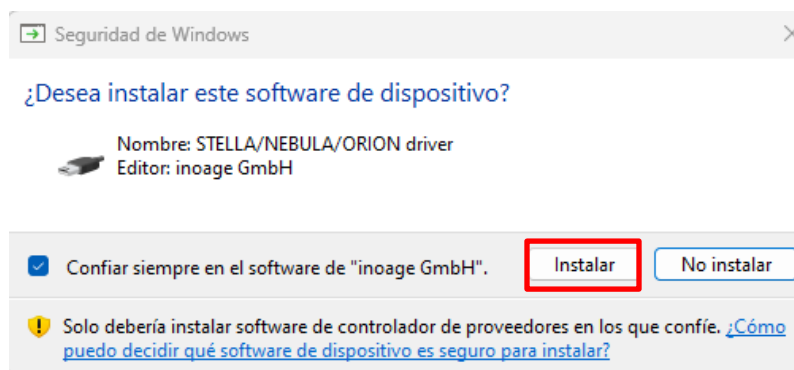 Seguridad de Windows
¿Desea instalar este software de dispositivo?
Nombre: STELLA/NEBULA/ORION driver
Editor: inoage GmbH
Confiar siempre en el software de "inoage GmbH".
Instalar
No instalar
Solo debería instalar software de controlador de proveedores en los que confíe. ¿Cómo
puedo decidir qué software de dispositivo es seguro para instalar?